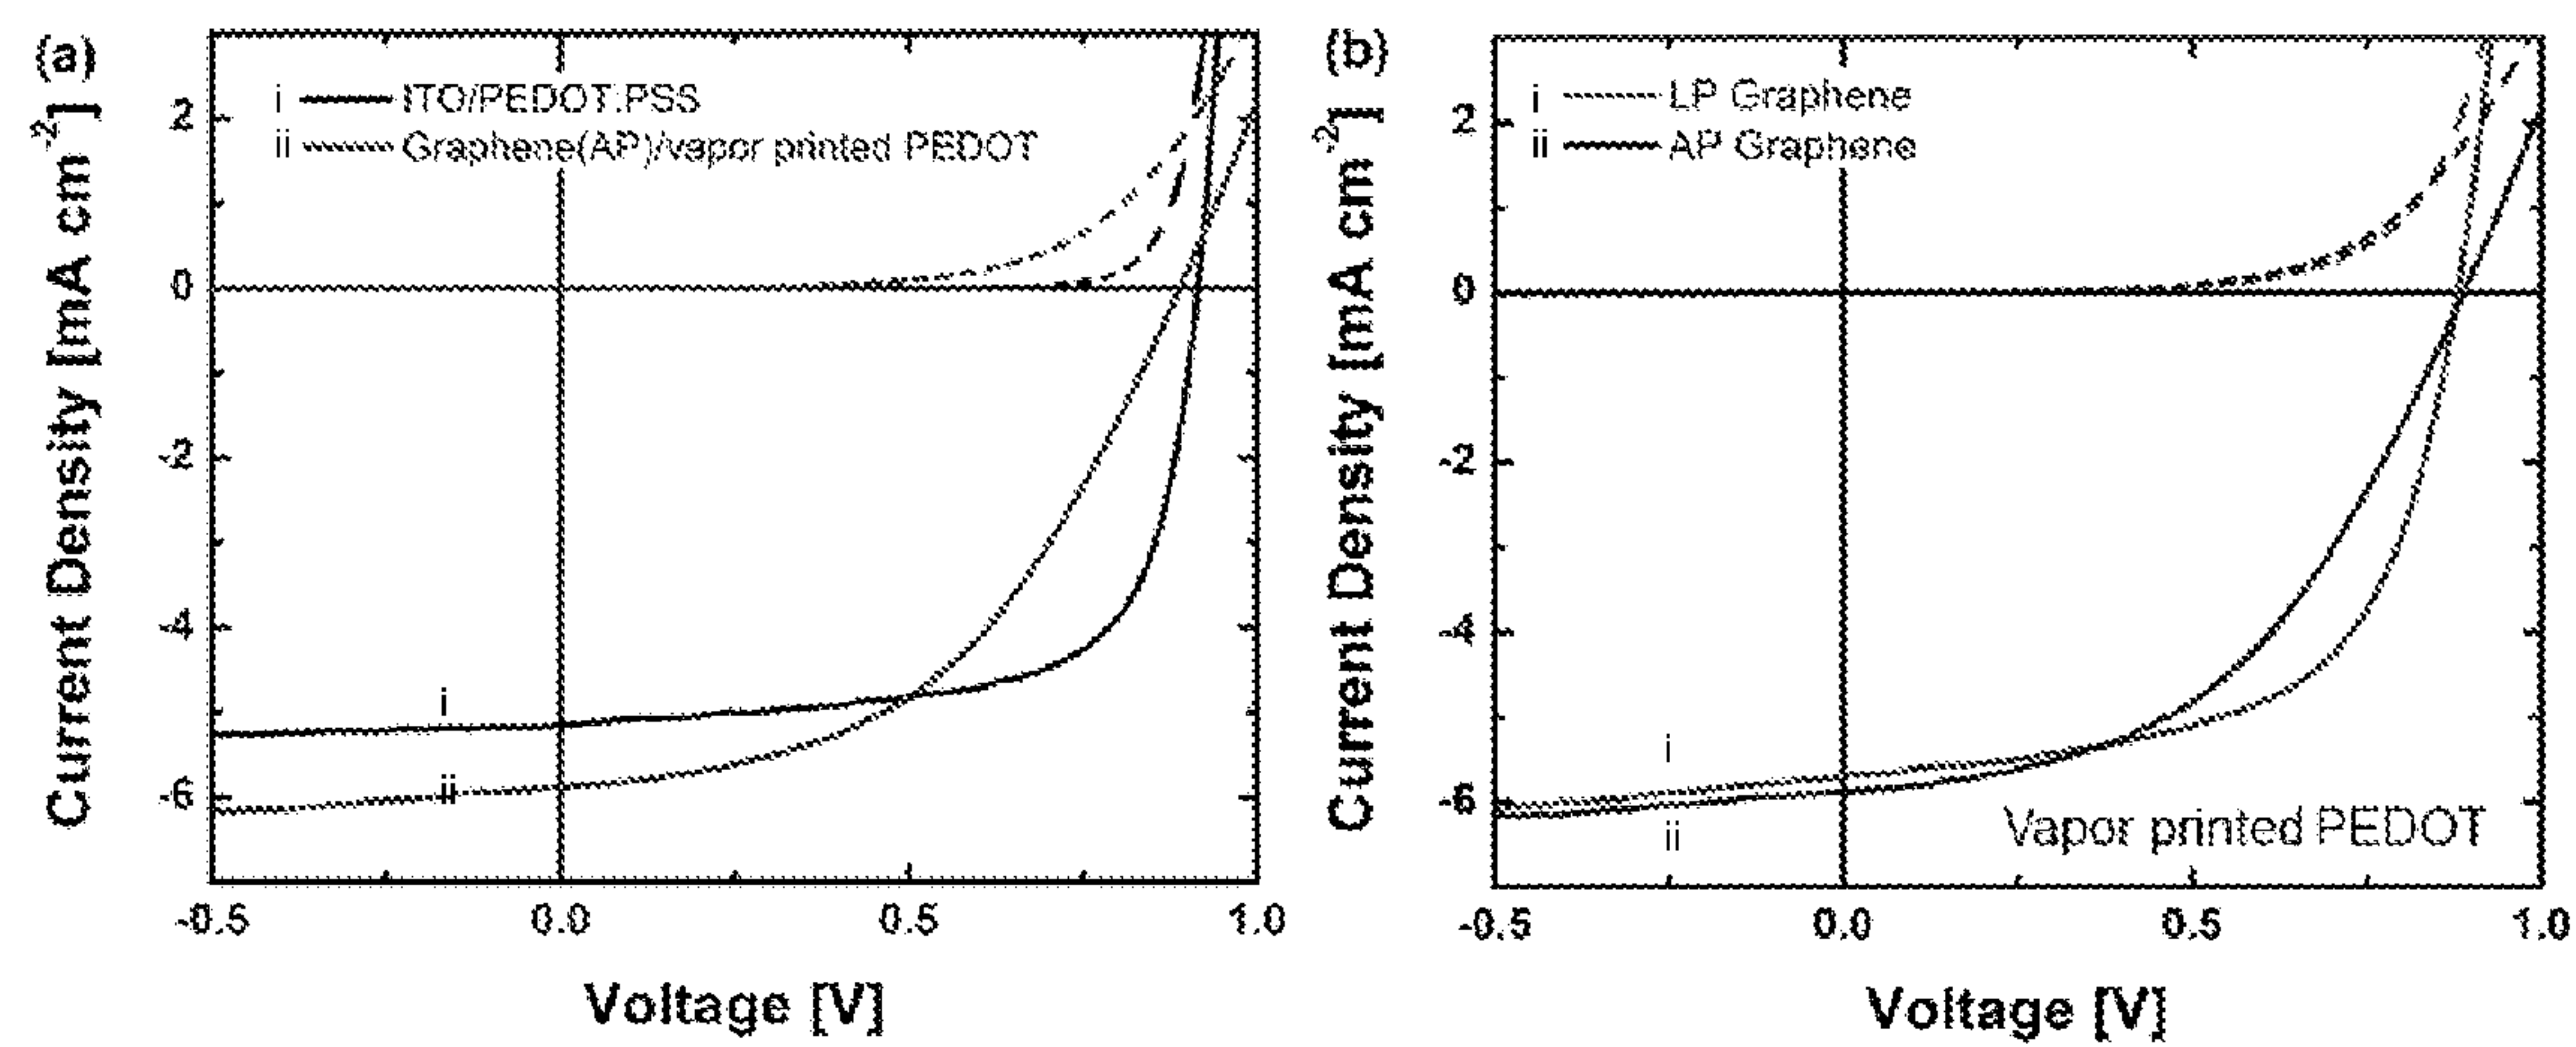 (a)
Current Density [mA cm-2]
2
0
-2
-4
-6
i ITO/PEDOT:PSS
ii Graphene(AP)/vapor printed PEDOT
i
ii
-0.5 0.0 0.5 1.0
Voltage [V]
(b)
Current Density [mA cm-2]
2
0
-2
-4
-6
i LP Graphene
ii AP Graphene
i
ii
Vapor printed PEDOT
-0.5 0.0 0.5 1.0
Voltage [V]